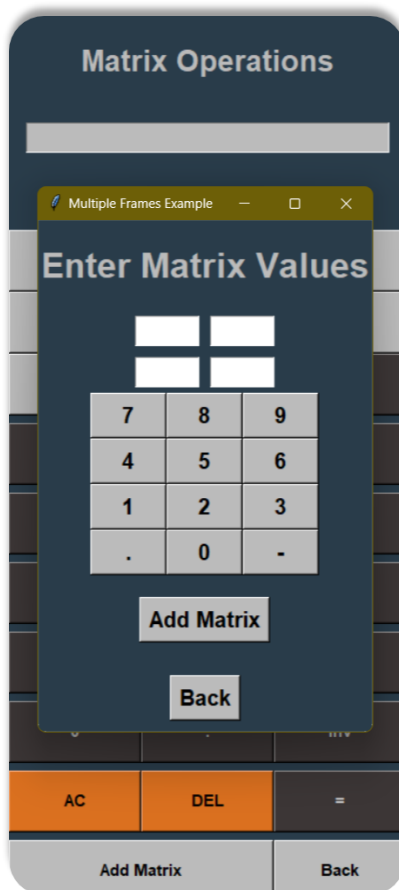 Matrix Operations
Multiple Frames Example
Enter Matrix Values
7 8 9
4 5 6
1 2 3
. 0 -
Add Matrix
Back
AC DEL =
Add Matrix Back